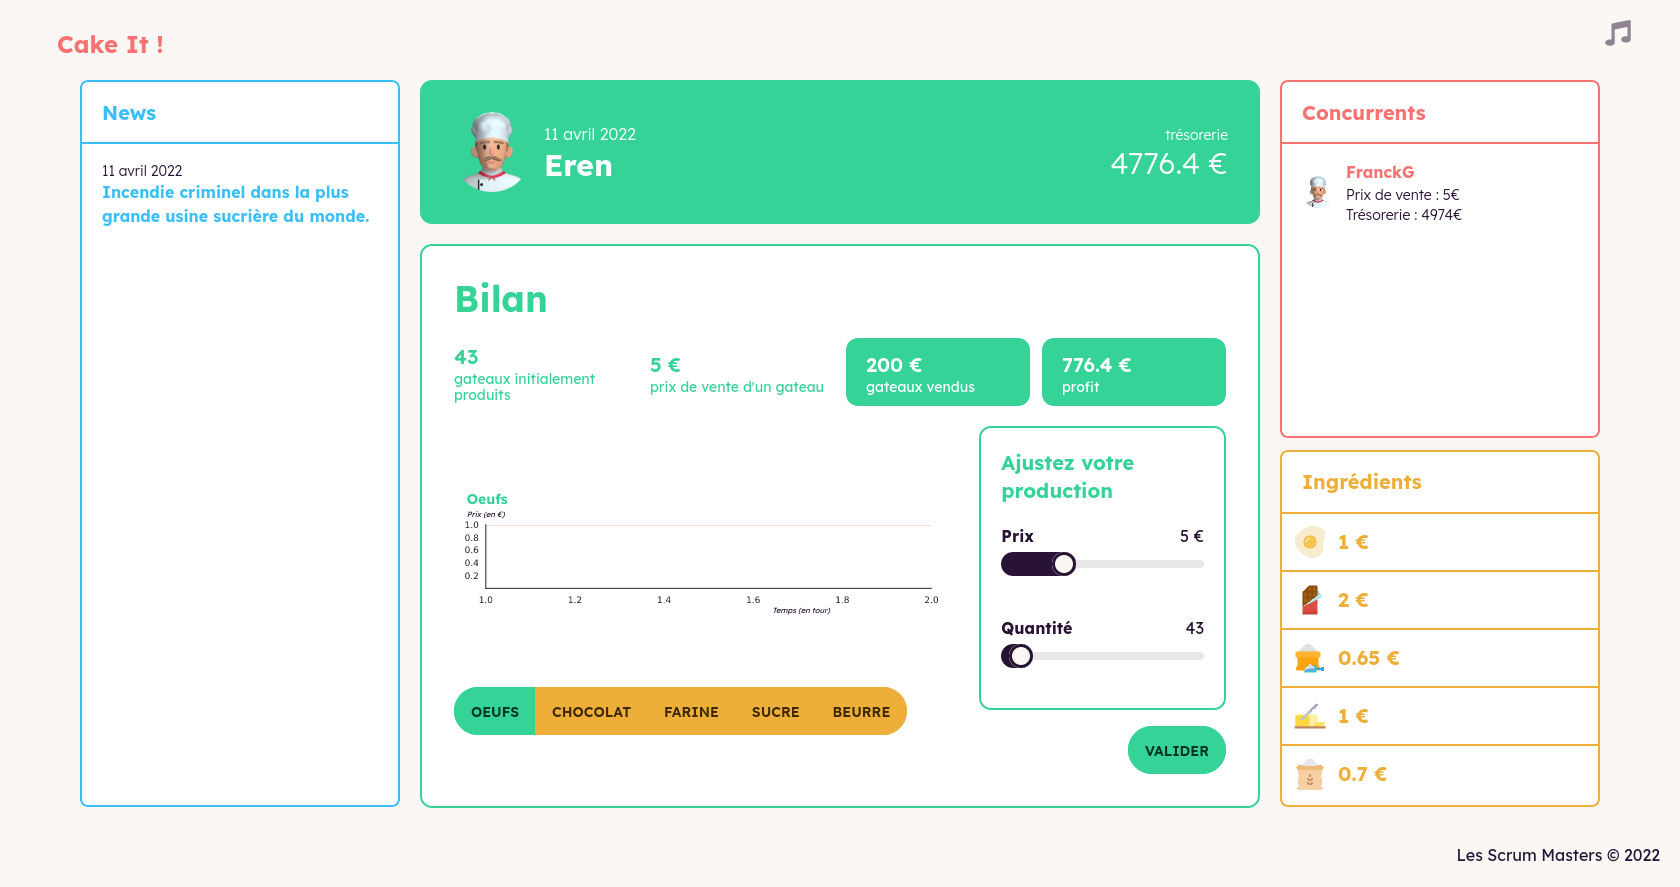 Cake It !
News
11 avril 2022
Incendie criminel dans la plus
grande usine sucrière du monde.
11 avril 2022
Eren
trésorerie
4776.4 €
Bilan
43
gateaux initialement
produits
5 €
prix de vente d'un gateau
200 €
gateaux vendus
776.4 €
profit
Oeufs
Prix (en €)
1.0
0.8
0.6
0.4
0.2
1.0 1.2 1.4 1.6 1.8 2.0
Temps (en tour)
OEUFS CHOCOLAT FARINE SUCRE BEURRE
Ajustez votre
production
Prix 5 €
Quantité 43
VALIDER
Concurrents
FranckG
Prix de vente : 5€
Trésorerie : 4974€
Ingrédients
1 €
2 €
0.65 €
1 €
0.7 €
Les Scrum Masters © 2022